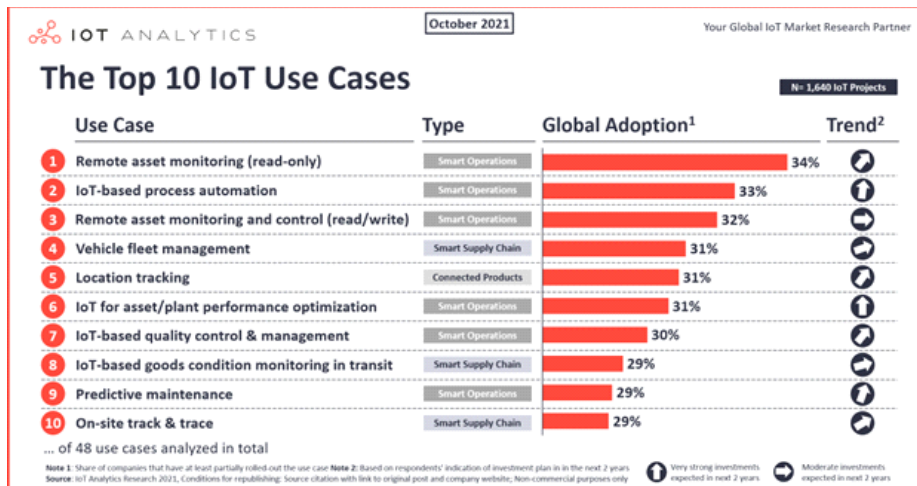 IOT ANALYTICS
October 2021
Your Global IoT Market Research Partner
The Top 10 IoT Use Cases
N= 1,640 IoT Projects
Use Case Type Global Adoption¹ Trend²
1 Remote asset monitoring (read-only) Smart Operations 34%
2 IoT-based process automation Smart Operations 33%
3 Remote asset monitoring and control (read/write) Smart Operations 32%
4 Vehicle fleet management Smart Supply Chain 31%
5 Location tracking Connected Products 31%
6 IoT for asset/plant performance optimization Smart Operations 31%
7 IoT-based quality control & management Smart Operations 30%
8 IoT-based goods condition monitoring in transit Smart Supply Chain 29%
9 Predictive maintenance Smart Operations 29%
10 On-site track & trace Smart Supply Chain 29%
... of 48 use cases analyzed in total
Note 1: Share of companies that have at least partially rolled-out the use case Note 2: Based on respondents' indication of investment plan in in the next 2 years
Source: IoT Analytics Research 2021, Conditions for republishing: Source citation with link to original post and company website; Non-commercial purposes only
Very strong investments
expected in next 2 years
Moderate investments
expected in next 2 years